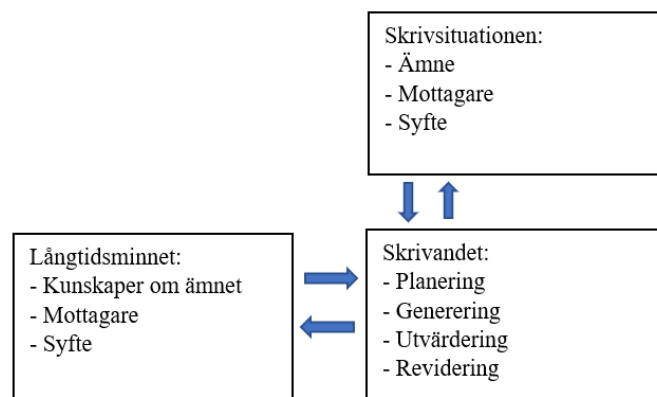 Skrivsituationen:
- Ämne
- Mottagare
- Syfte
Långtidsminnet:
- Kunskaper om ämnet
- Mottagare
- Syfte
Skrivandet:
- Planering
- Generering
- Utvärdering
- Revidering